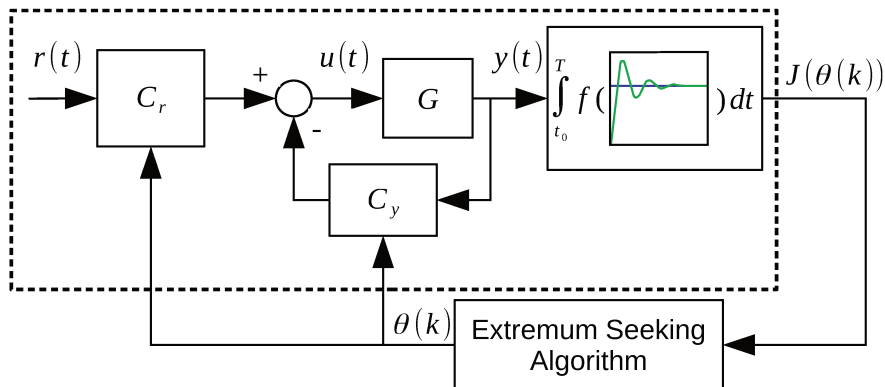 r(t)
C_r
+
-
u(t)
G
y(t)
∫_{t_0}^{T} f( )dt
J(θ(k))
C_y
θ(k)
Extremum Seeking
Algorithm